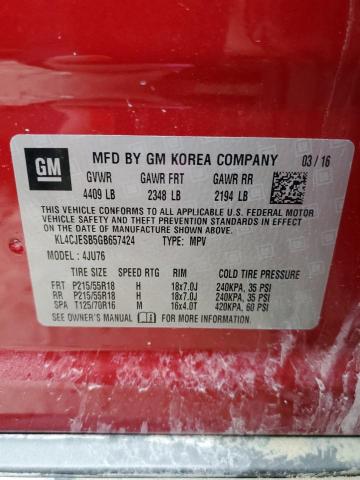 GM MFD BY GM KOREA COMPANY 03/16
GVWR GAWR FRT GAWR RR
4409 LB 2348 LB 2194 LB
THIS VEHICLE CONFORMS TO ALL APPLICABLE U.S. FEDERAL MOTOR
VEHICLE SAFETY AND THEFT PREVENTION STANDARDS IN EFFECT ON
THE DATE OF MANUFACTURE SHOWN ABOVE.
KL4CJESB5GB657424 TYPE: MPV
MODEL: 4JU76
TIRE SIZE SPEED RTG RIM COLD TIRE PRESSURE
FRT P215/55R18 H 18x7.0J 240KPA, 35 PSI
RR P215/55R18 H 18x7.0J 240KPA, 35 PSI
SPA T125/70R16 M 16x4.0T 420KPA, 60 PSI
SEE OWNER'S MANUAL FOR MORE INFORMATION